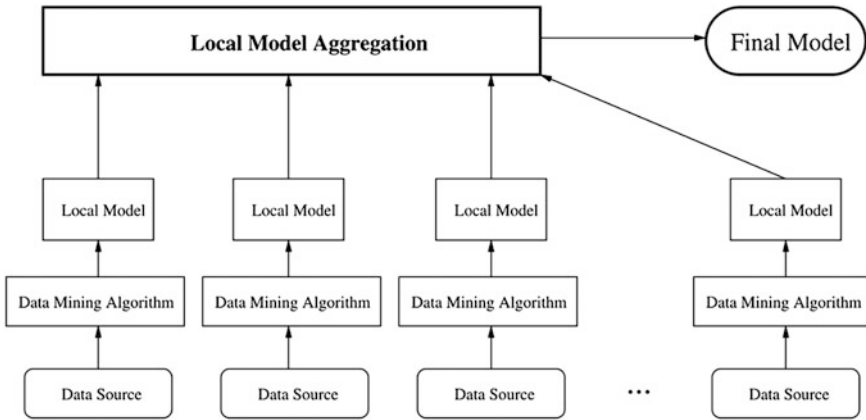 Local Model Aggregation
Final Model
Local Model
Local Model
Local Model
Local Model
Data Mining Algorithm
Data Mining Algorithm
Data Mining Algorithm
Data Mining Algorithm
Data Source
Data Source
Data Source
...
Data Source